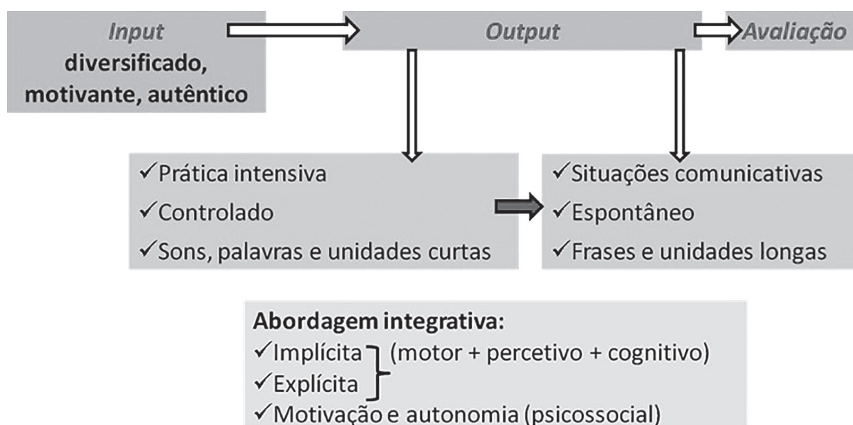 Input
diversificado,
motivante, autêntico
Output
Avaliação
✓Prática intensiva
✓Controlado
✓Sons, palavras e unidades curtas
✓Situações comunicativas
✓Espontâneo
✓Frases e unidades longas
Abordagem integrativa:
✓Implícita (motor + percetivo + cognitivo)
✓Explícita
✓Motivação e autonomia (psicossocial)